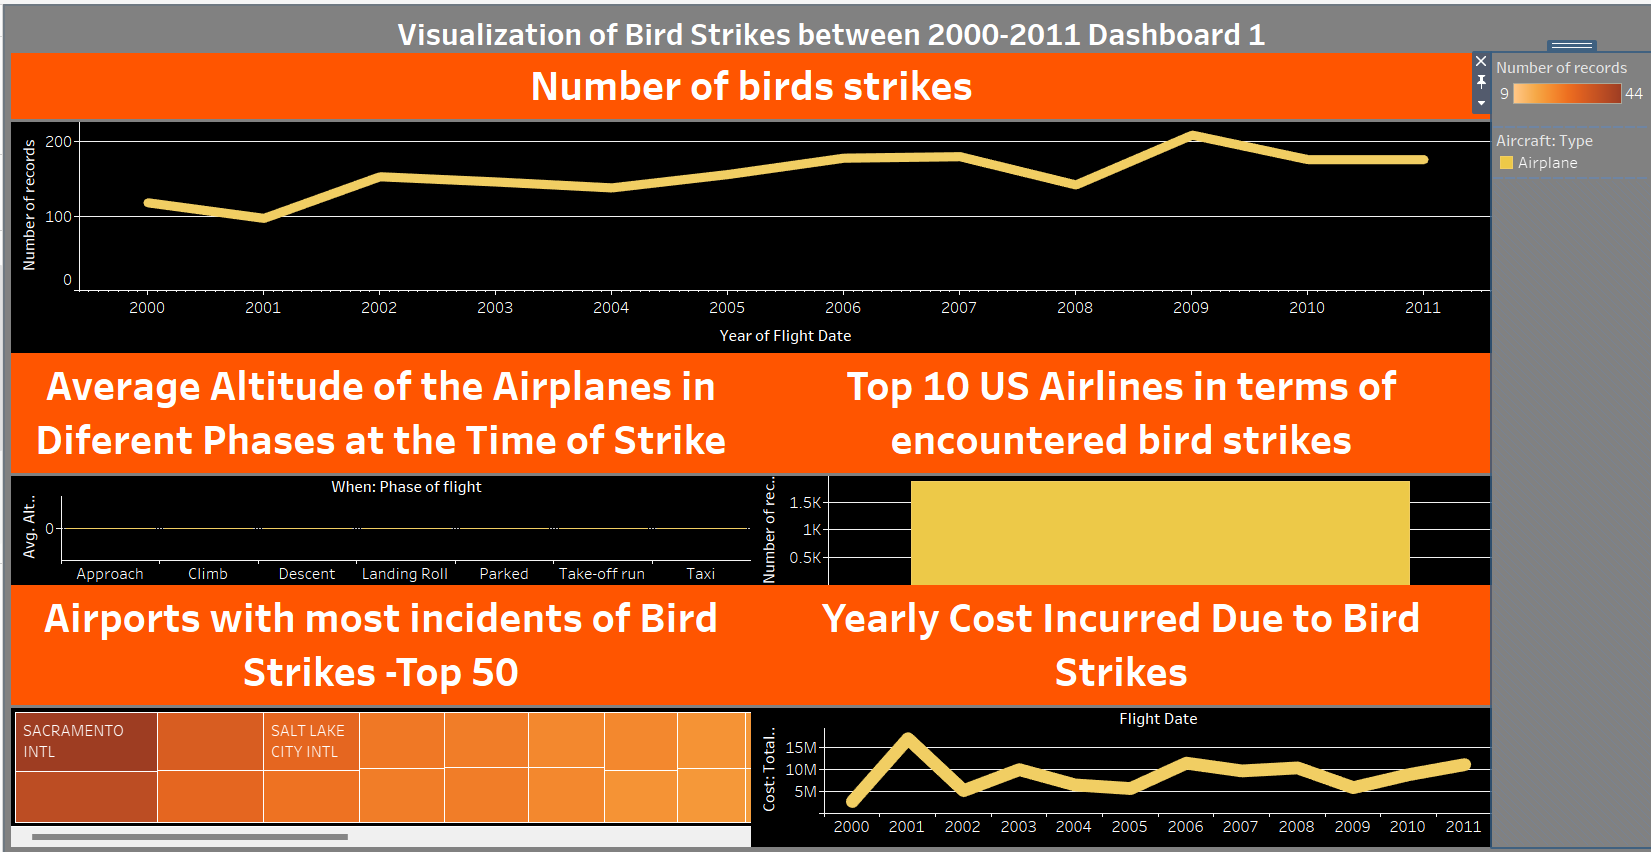 Visualization of Bird Strikes between 2000-2011 Dashboard 1
Number of birds strikes
Number of records
9 44
Aircraft: Type
Airplane
Number of records
200
100
0
2000 2001 2002 2003 2004 2005 2006 2007 2008 2009 2010 2011
Year of Flight Date
Average Altitude of the Airplanes in
Diferent Phases at the Time of Strike
When: Phase of flight
Avg. Alt..
0
Approach Climb Descent Landing Roll Parked Take-off run Taxi
Top 10 US Airlines in terms of
encountered bird strikes
Number of rec..
1.5K
1K
0.5K
Airports with most incidents of Bird
Strikes -Top 50
SACRAMENTO
INTL
SALT LAKE
CITY INTL
Yearly Cost Incurred Due to Bird
Strikes
Flight Date
Cost: Total..
15M
10M
5M
2000 2001 2002 2003 2004 2005 2006 2007 2008 2009 2010 2011